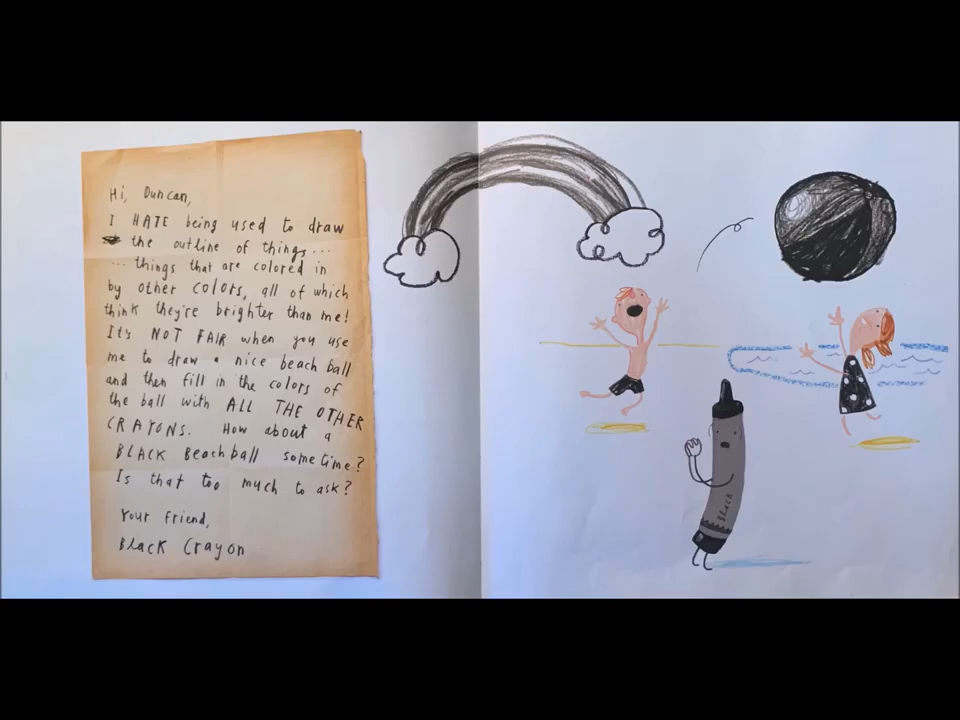 Hi, Duncan,
I HATE being used to draw
the outline of things...
...things that are colored in
by other colors, all of which
think they're brighter than me!
It's NOT FAIR when you use
me to draw a nice beach ball
and then fill in the colors of
the ball with ALL THE OTHER
CRAYONS. How about a
BLACK Beach ball sometime?
Is that too much to ask?
Your friend,
Black Crayon
Black